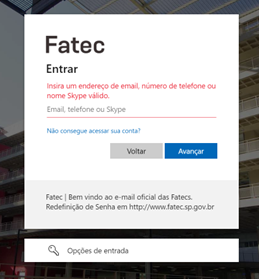 Fatec
Entrar
Insira um endereço de email, número de telefone ou
nome Skype válido.
Email, telefone ou Skype
Não consegue acessar sua conta?
Voltar
Avançar
Fatec | Bem vindo ao e-mail oficial das Fatecs.
Redefinição de Senha em http://www.fatec.sp.gov.br
Opções de entrada